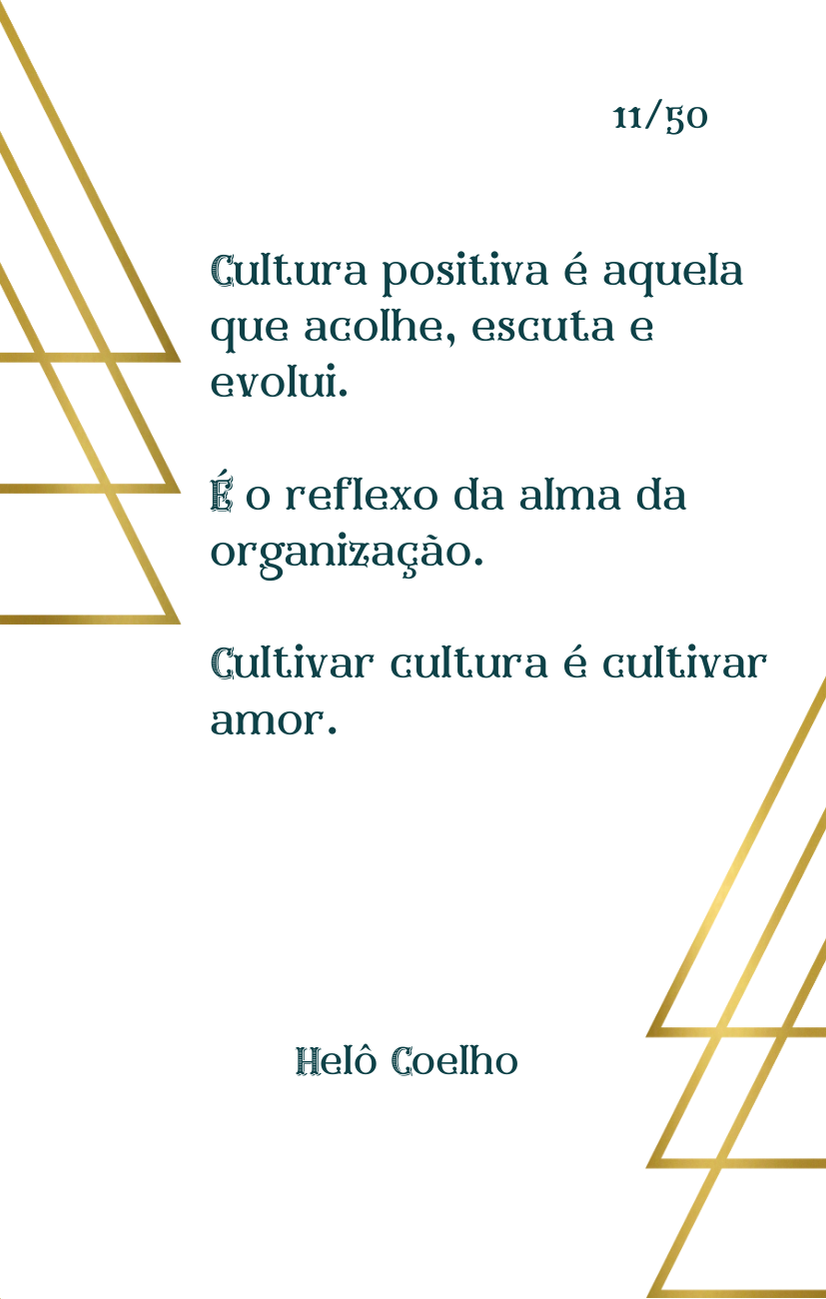 11/50
Cultura positiva é aquela
que acolhe, escuta e
evolui.
É o reflexo da alma da
organização.
Cultivar cultura é cultivar
amor.
Helô Coelho